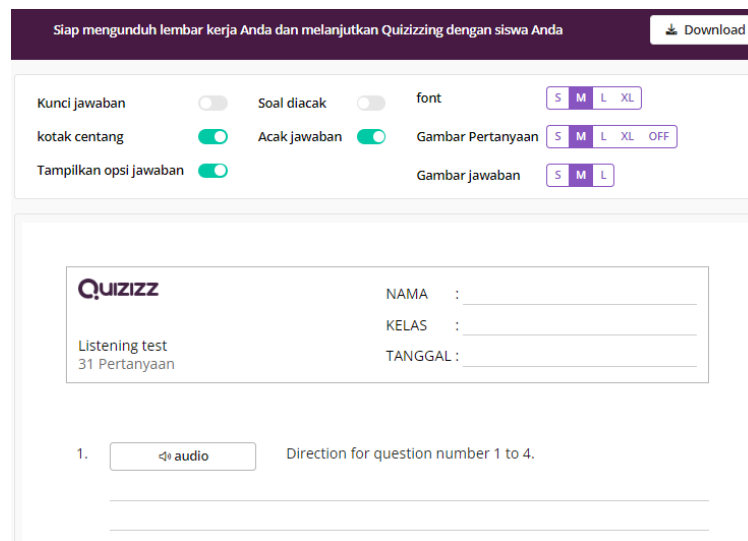 Siap mengunduh lembar kerja Anda dan melanjutkan Quizizzing dengan siswa Anda
Download
Kunci jawaban
Soal diacak
font
S M L XL
kotak centang
Acak jawaban
Gambar Pertanyaan
S M L XL OFF
Tampilkan opsi jawaban
Gambar jawaban
S M L
Quizizz
NAMA :
KELAS :
Listening test
TANGGAL :
31 Pertanyaan
1. audio Direction for question number 1 to 4.